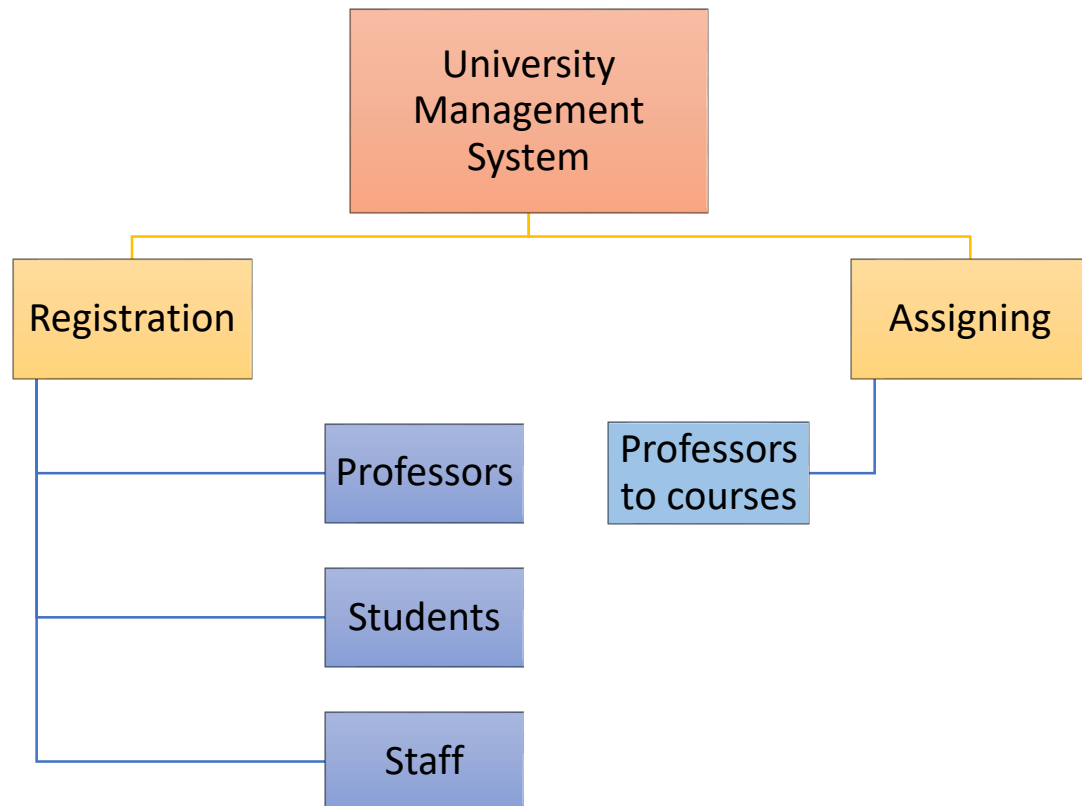 University
Management
System
Registration
Assigning
Professors
Professors
to courses
Students
Staff